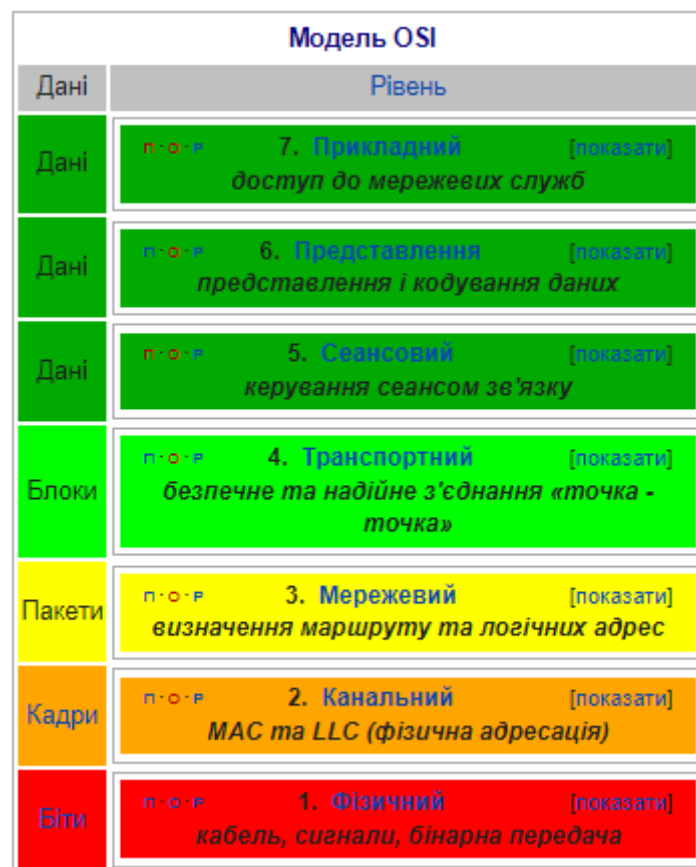 Модель OSI
Дані Рівень
Дані п·о·р 7. Прикладний [показати]
доступ до мережевих служб
Дані п·о·р 6. Представлення [показати]
представлення і кодування даних
Дані п·о·р 5. Сеансовий [показати]
керування сеансом зв'язку
Блоки п·о·р 4. Транспортний [показати]
безпечне та надійне з'єднання «точка -
точка»
Пакети п·о·р 3. Мережевий [показати]
визначення маршруту та логічних адрес
Кадри п·о·р 2. Канальний [показати]
MAC та LLC (фізична адресація)
Біти п·о·р 1. Фізичний [показати]
кабель, сигнали, бінарна передача